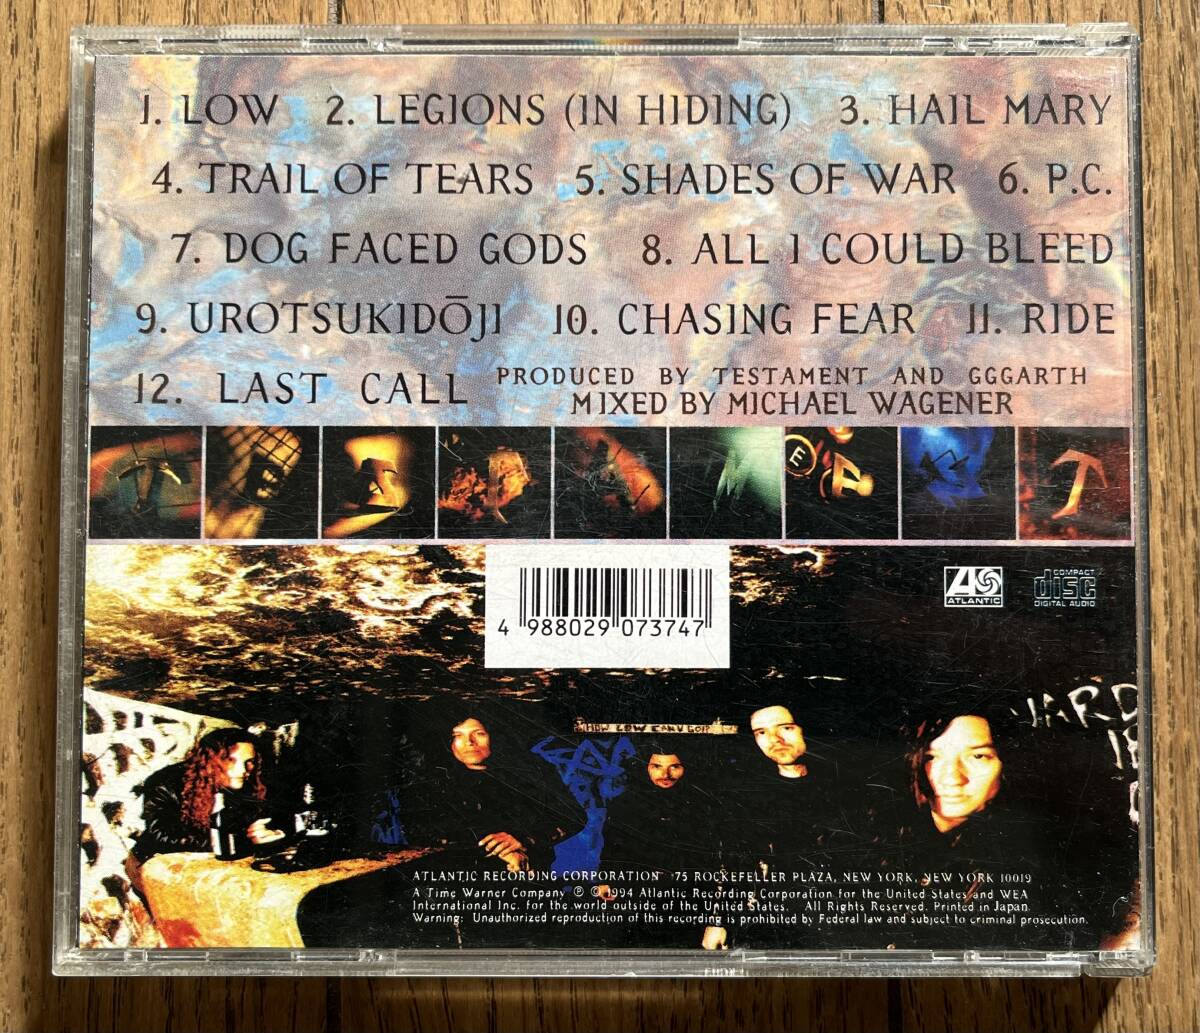 1. LOW 2. LEGIONS (IN HIDING) 3. HAIL MARY
4. TRAIL OF TEARS 5. SHADES OF WAR 6. P.C.
7. DOG FACED GODS 8. ALL I COULD BLEED
9. UROTSUKIDŌJI 10. CHASING FEAR 11. RIDE
12. LAST CALL
PRODUCED BY TESTAMENT AND GGGARTH
MIXED BY MICHAEL WAGENER
E
ATLANTIC
COMPACT
disc
DIGITAL AUDIO
4 988029 073747
HOW LOW CAN U GO?
ATLANTIC RECORDING CORPORATION 75 ROCKEFELLER PLAZA, NEW YORK, NEW YORK 10019
A Time Warner Company ℗ © 1994 Atlantic Recording Corporation for the United States and WEA
International Inc. for the world outside of the United States. All Rights Reserved. Printed in Japan.
Warning: Unauthorized reproduction of this recording is prohibited by Federal law and subject to criminal prosecution.